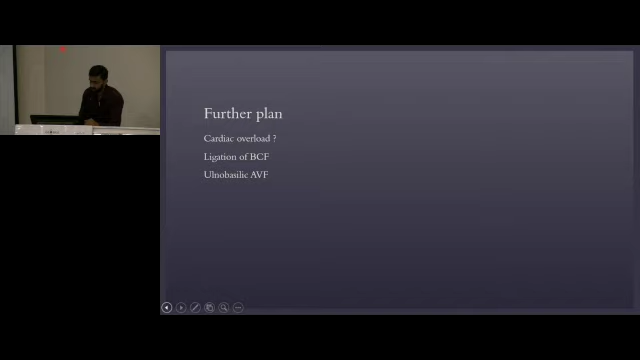 Further plan
Cardiac overload ?
Ligation of BCF
Ulnobasilic AVF